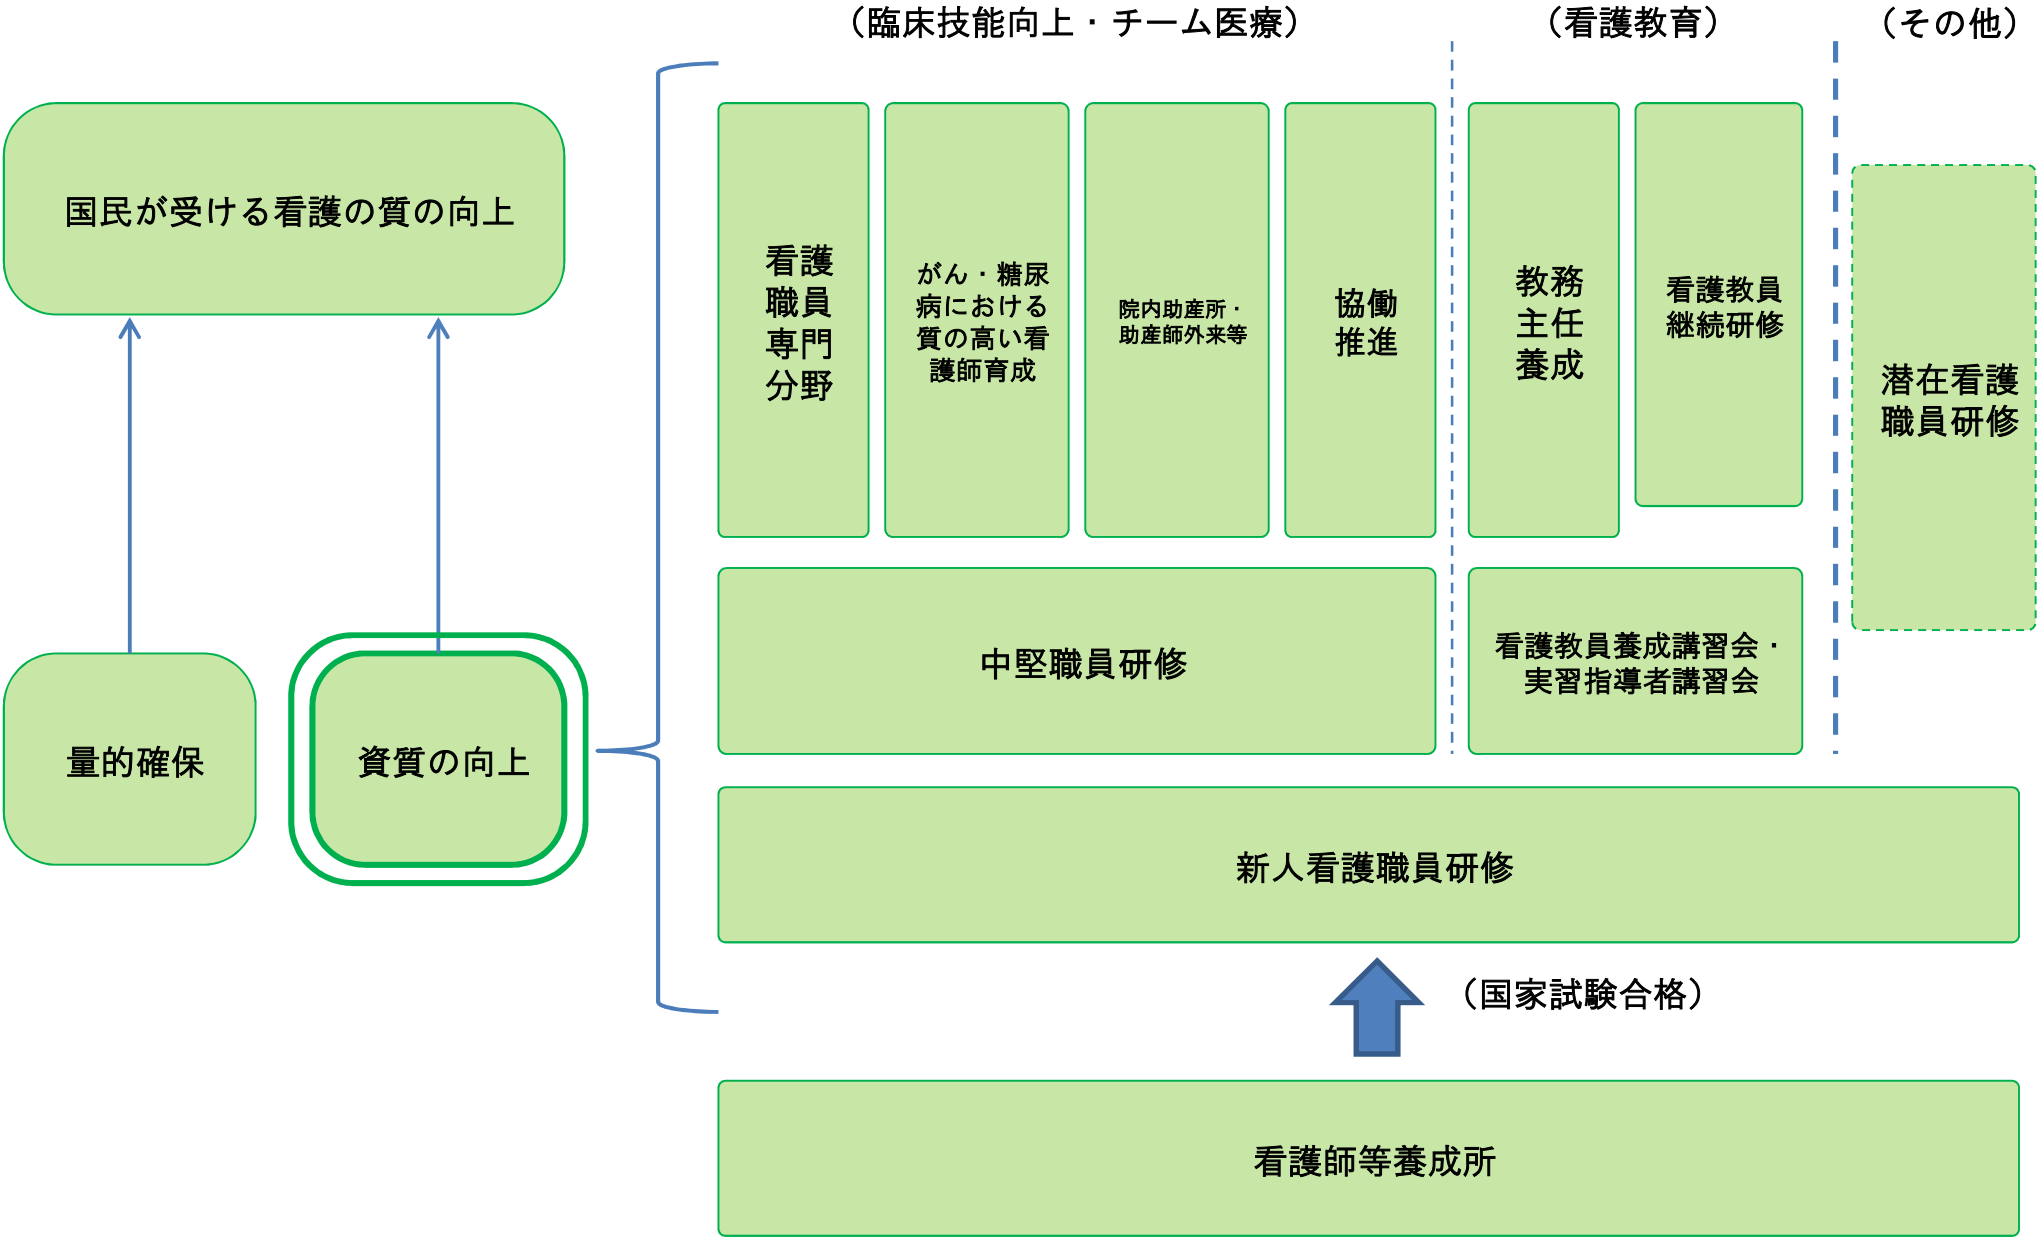 （臨床技能向上・チーム医療）
（看護教育）
（その他）
国民が受ける看護の質の向上
量的確保
資質の向上
看護
職員
専門
分野
がん・糖尿
病における
質の高い看
護師育成
院内助産所・
助産師外来等
協働
推進
教務
主任
養成
看護教員
継続研修
潜在看護
職員研修
中堅職員研修
看護教員養成講習会・
実習指導者講習会
新人看護職員研修
（国家試験合格）
看護師等養成所